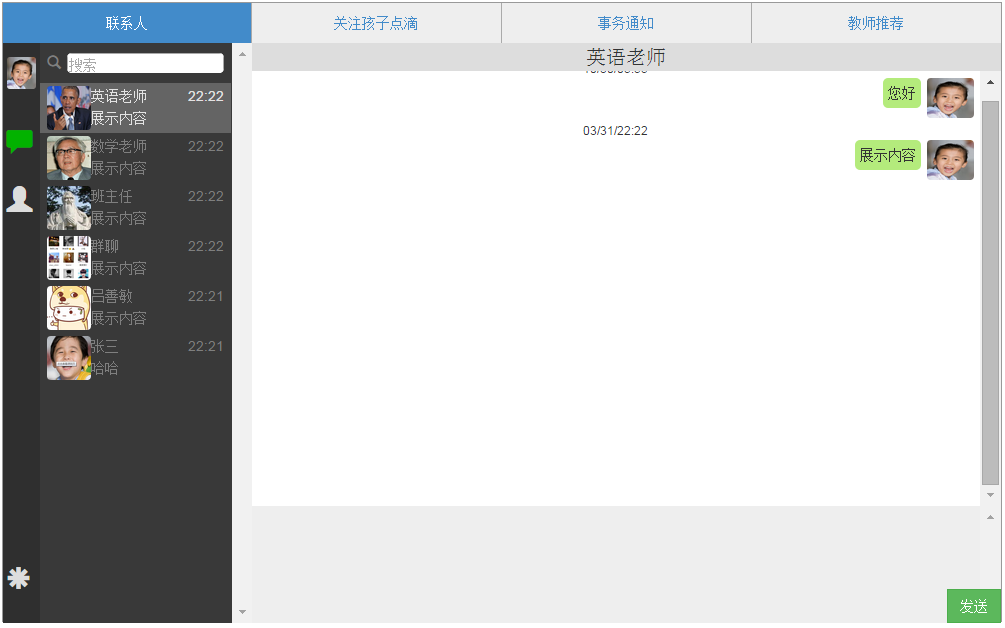 联系人
关注孩子点滴
事务通知
教师推荐
搜索
英语老师 22:22
展示内容
数学老师 22:22
展示内容
班主任 22:22
展示内容
群聊 22:22
展示内容
吕善敏 22:21
展示内容
张三 22:21
哈哈
英语老师
您好
03/31/22:22
展示内容
发送